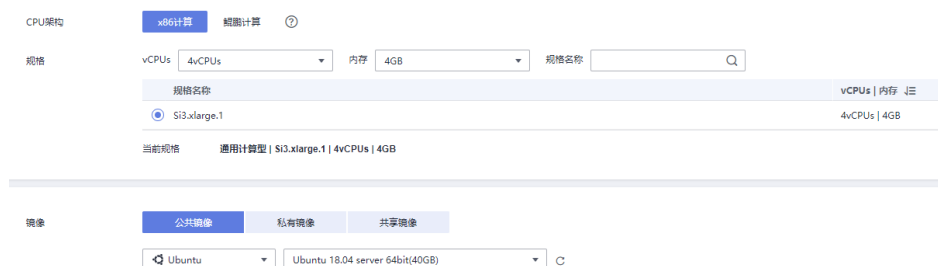 CPU架构 x86计算 鲲鹏计算 ?
规格 vCPUs 4vCPUs 内存 4GB 规格名称
规格名称 vCPUs | 内存
Si3.xlarge.1 4vCPUs | 4GB
当前规格 通用计算型 | Si3.xlarge.1 | 4vCPUs | 4GB
镜像 公共镜像 私有镜像 共享镜像
Ubuntu Ubuntu 18.04 server 64bit(40GB)